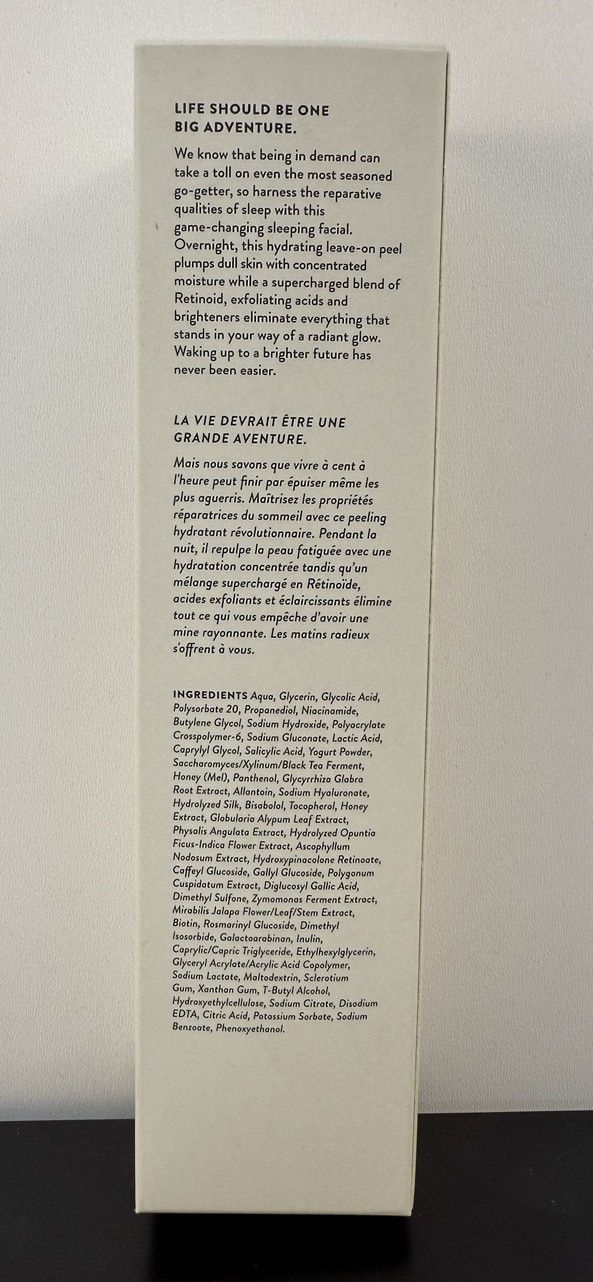 LIFE SHOULD BE ONE
BIG ADVENTURE.
We know that being in demand can
take a toll on even the most seasoned
go-getter, so harness the reparative
qualities of sleep with this
game-changing sleeping facial.
Overnight, this hydrating leave-on peel
plumps dull skin with concentrated
moisture while a supercharged blend of
Retinoid, exfoliating acids and
brighteners eliminate everything that
stands in your way of a radiant glow.
Waking up to a brighter future has
never been easier.
LA VIE DEVRAIT ÊTRE UNE
GRANDE AVENTURE.
Mais nous savons que vivre à cent à
l'heure peut finir par épuiser même les
plus aguerris. Maîtrisez les propriétés
réparatrices du sommeil avec ce peeling
hydratant révolutionnaire. Pendant la
nuit, il repulpe la peau fatiguée avec une
hydratation concentrée tandis qu'un
mélange superchargé en Rétinoïde,
acides exfoliants et éclaircissants élimine
tout ce qui vous empêche d'avoir une
mine rayonnante. Les matins radieux
s'offrent à vous.
INGREDIENTS Aqua, Glycerin, Glycolic Acid,
Polysorbate 20, Propanediol, Niacinamide,
Butylene Glycol, Sodium Hydroxide, Polyacrylate
Crosspolymer-6, Sodium Gluconate, Lactic Acid,
Caprylyl Glycol, Salicylic Acid, Yogurt Powder,
Saccharomyces/Xylinum/Black Tea Ferment,
Honey (Mel), Panthenol, Glycyrrhiza Glabra
Root Extract, Allantoin, Sodium Hyaluronate,
Hydrolyzed Silk, Bisabolol, Tocopherol, Honey
Extract, Globularia Alypum Leaf Extract,
Physalis Angulata Extract, Hydrolyzed Opuntia
Ficus-Indica Flower Extract, Ascophyllum
Nodosum Extract, Hydroxypinacolone Retinoate,
Caffeyl Glucoside, Gallyl Glucoside, Polygonum
Cuspidatum Extract, Diglucosyl Gallic Acid,
Dimethyl Sulfone, Zymomonas Ferment Extract,
Mirabilis Jalapa Flower/Leaf/Stem Extract,
Biotin, Rosmarinyl Glucoside, Dimethyl
Isosorbide, Galactoarabinan, Inulin,
Caprylic/Capric Triglyceride, Ethylhexylglycerin,
Glyceryl Acrylate/Acrylic Acid Copolymer,
Sodium Lactate, Maltodextrin, Sclerotium
Gum, Xanthan Gum, T-Butyl Alcohol,
Hydroxyethylcellulose, Sodium Citrate, Disodium
EDTA, Citric Acid, Potassium Sorbate, Sodium
Benzoate, Phenoxyethanol.